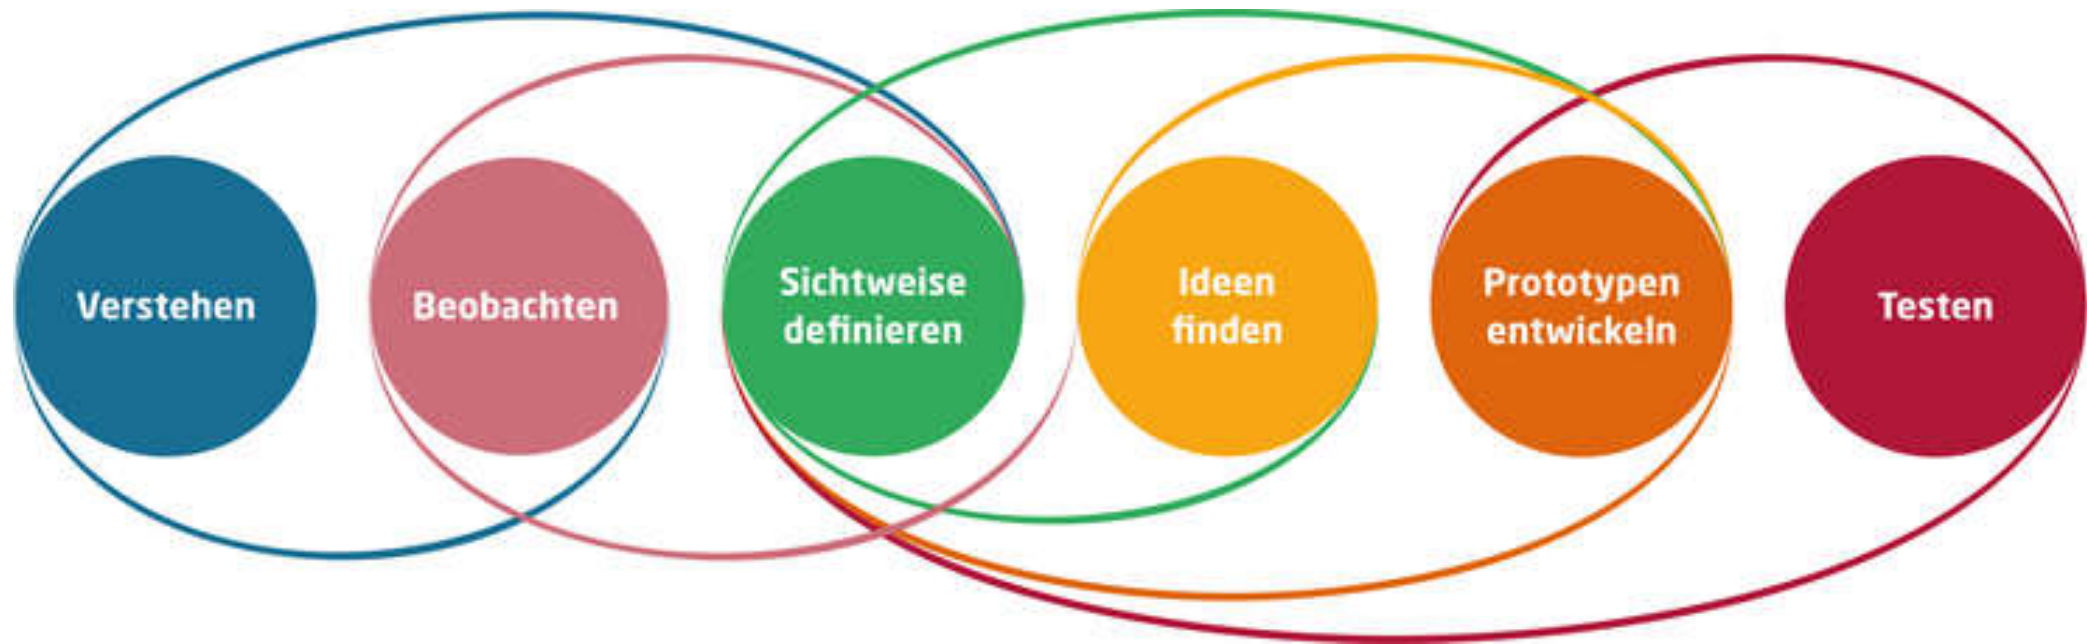 Verstehen
Beobachten
Sichtweise
definieren
Ideen
finden
Prototypen
entwickeln
Testen